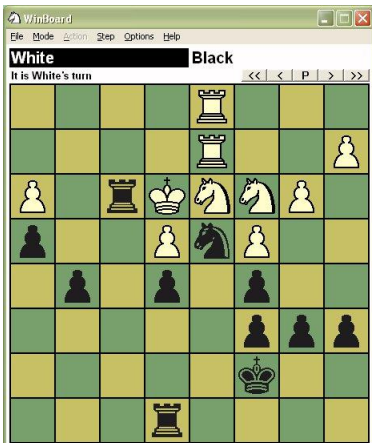 WinBoard
File Mode Action Step Options Help
White Black
It is White's turn << < P > >>